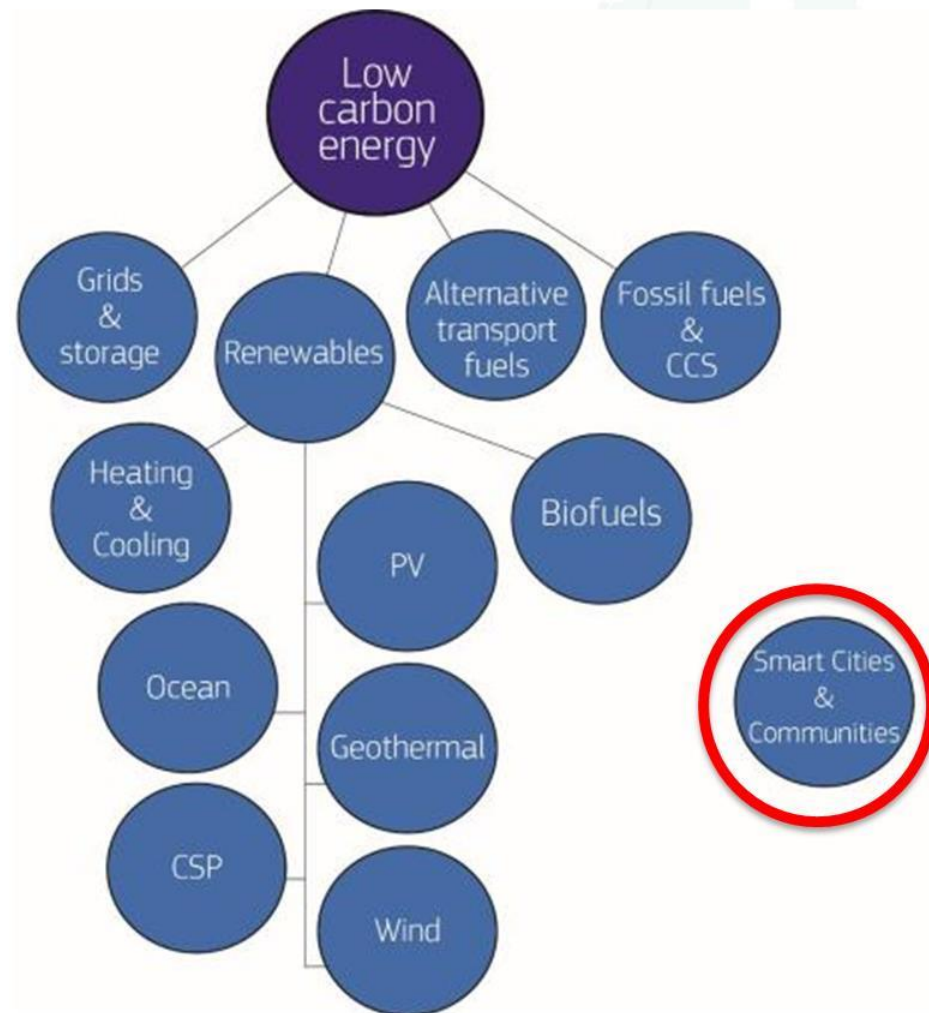 Low
carbon
energy
Grids
&
storage
Renewables
Alternative
transport
fuels
Fossil fuels
&
CCS
Heating
&
Cooling
PV
Biofuels
Ocean
Geothermal
Smart Cities
&
Communities
CSP
Wind